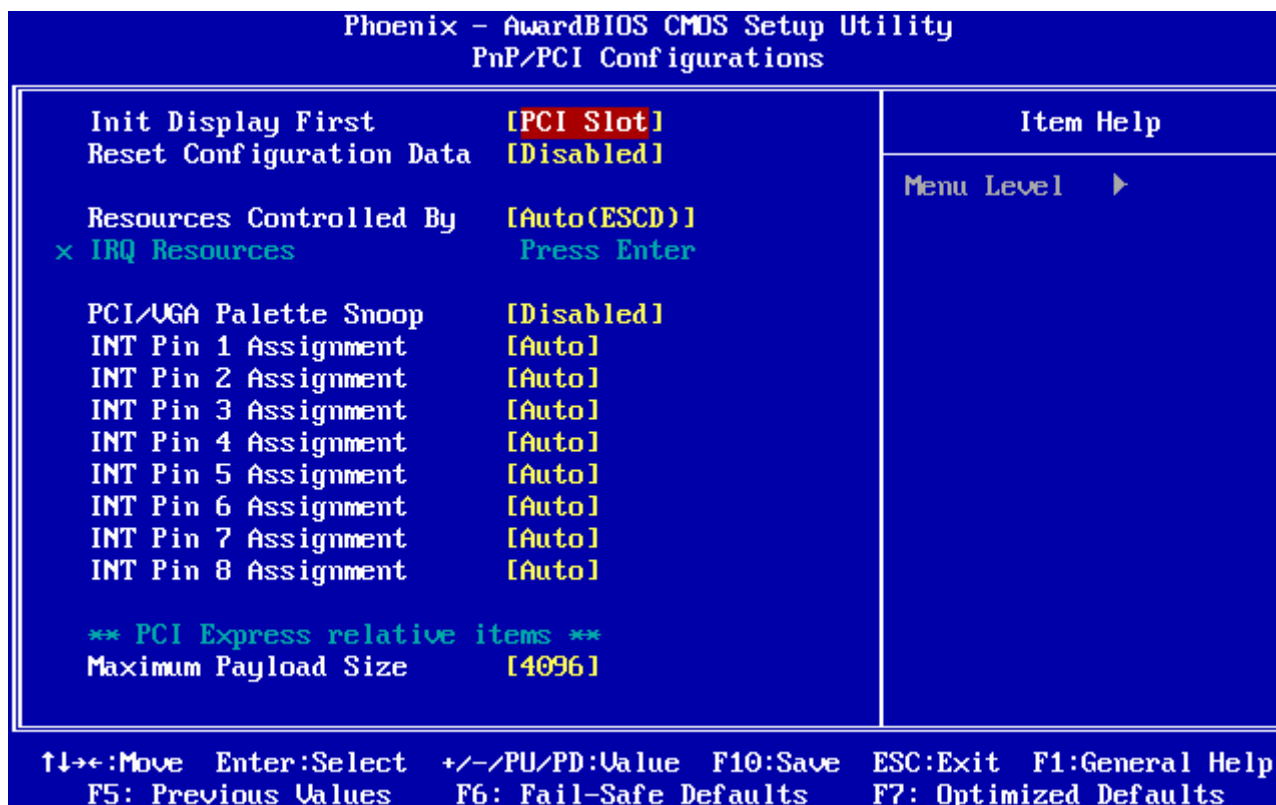 Phoenix - AwardBIOS CMOS Setup Utility
PnP/PCI Configurations
Init Display First [PCI Slot]
Reset Configuration Data [Disabled]
Resources Controlled By [Auto(ESCD)]
x IRQ Resources Press Enter
PCI/VGA Palette Snoop [Disabled]
INT Pin 1 Assignment [Auto]
INT Pin 2 Assignment [Auto]
INT Pin 3 Assignment [Auto]
INT Pin 4 Assignment [Auto]
INT Pin 5 Assignment [Auto]
INT Pin 6 Assignment [Auto]
INT Pin 7 Assignment [Auto]
INT Pin 8 Assignment [Auto]
** PCI Express relative items **
Maximum Payload Size [4096]
Item Help
Menu Level ▶
↑↓→←:Move Enter:Select +/-/PU/PD:Value F10:Save ESC:Exit F1:General Help
F5: Previous Values F6: Fail-Safe Defaults F7: Optimized Defaults